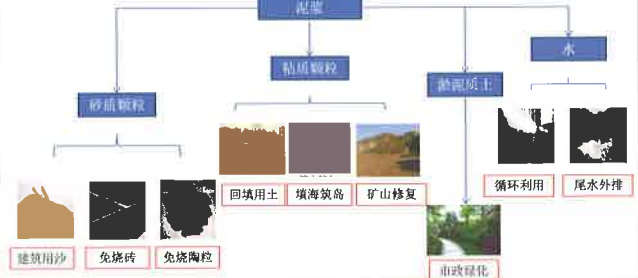 泥浆
水
粘质颗粒
淤泥质土
砂质颗粒
回填用土
填海筑岛
矿山修复
循环利用
尾水外排
建筑用沙
免烧砖
免烧陶粒
市政绿化